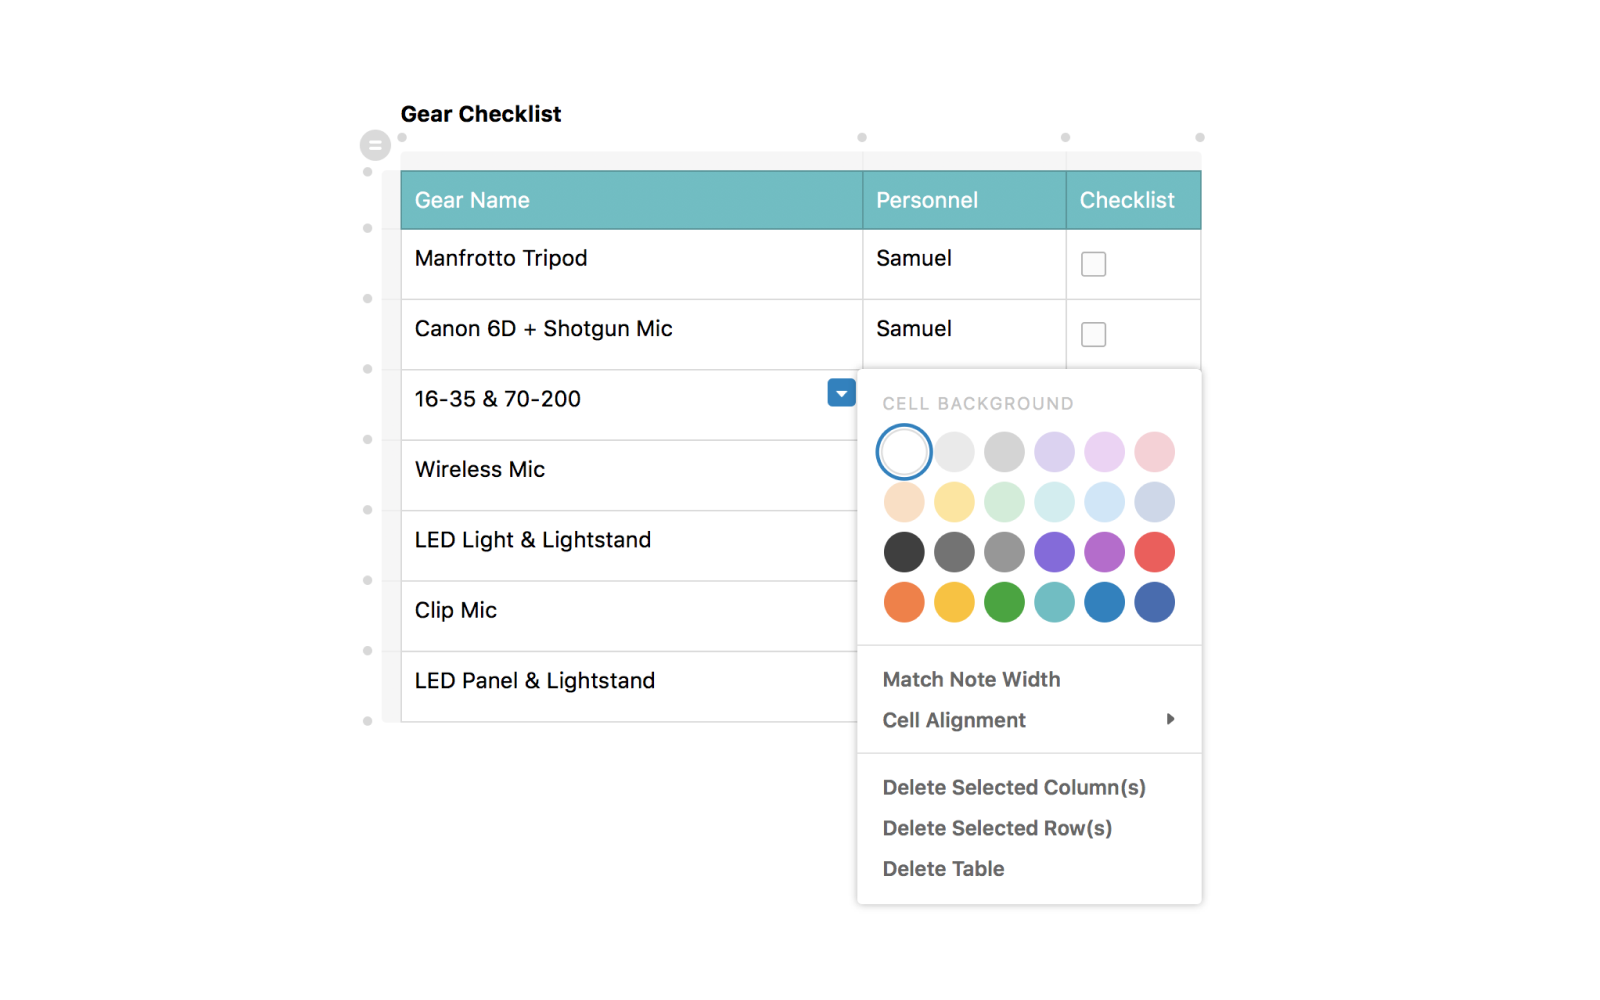 Gear Checklist
Gear Name Personnel Checklist
Manfrotto Tripod Samuel
Canon 6D + Shotgun Mic Samuel
16-35 & 70-200
Wireless Mic
LED Light & Lightstand
Clip Mic
LED Panel & Lightstand
CELL BACKGROUND
Match Note Width
Cell Alignment
Delete Selected Column(s)
Delete Selected Row(s)
Delete Table